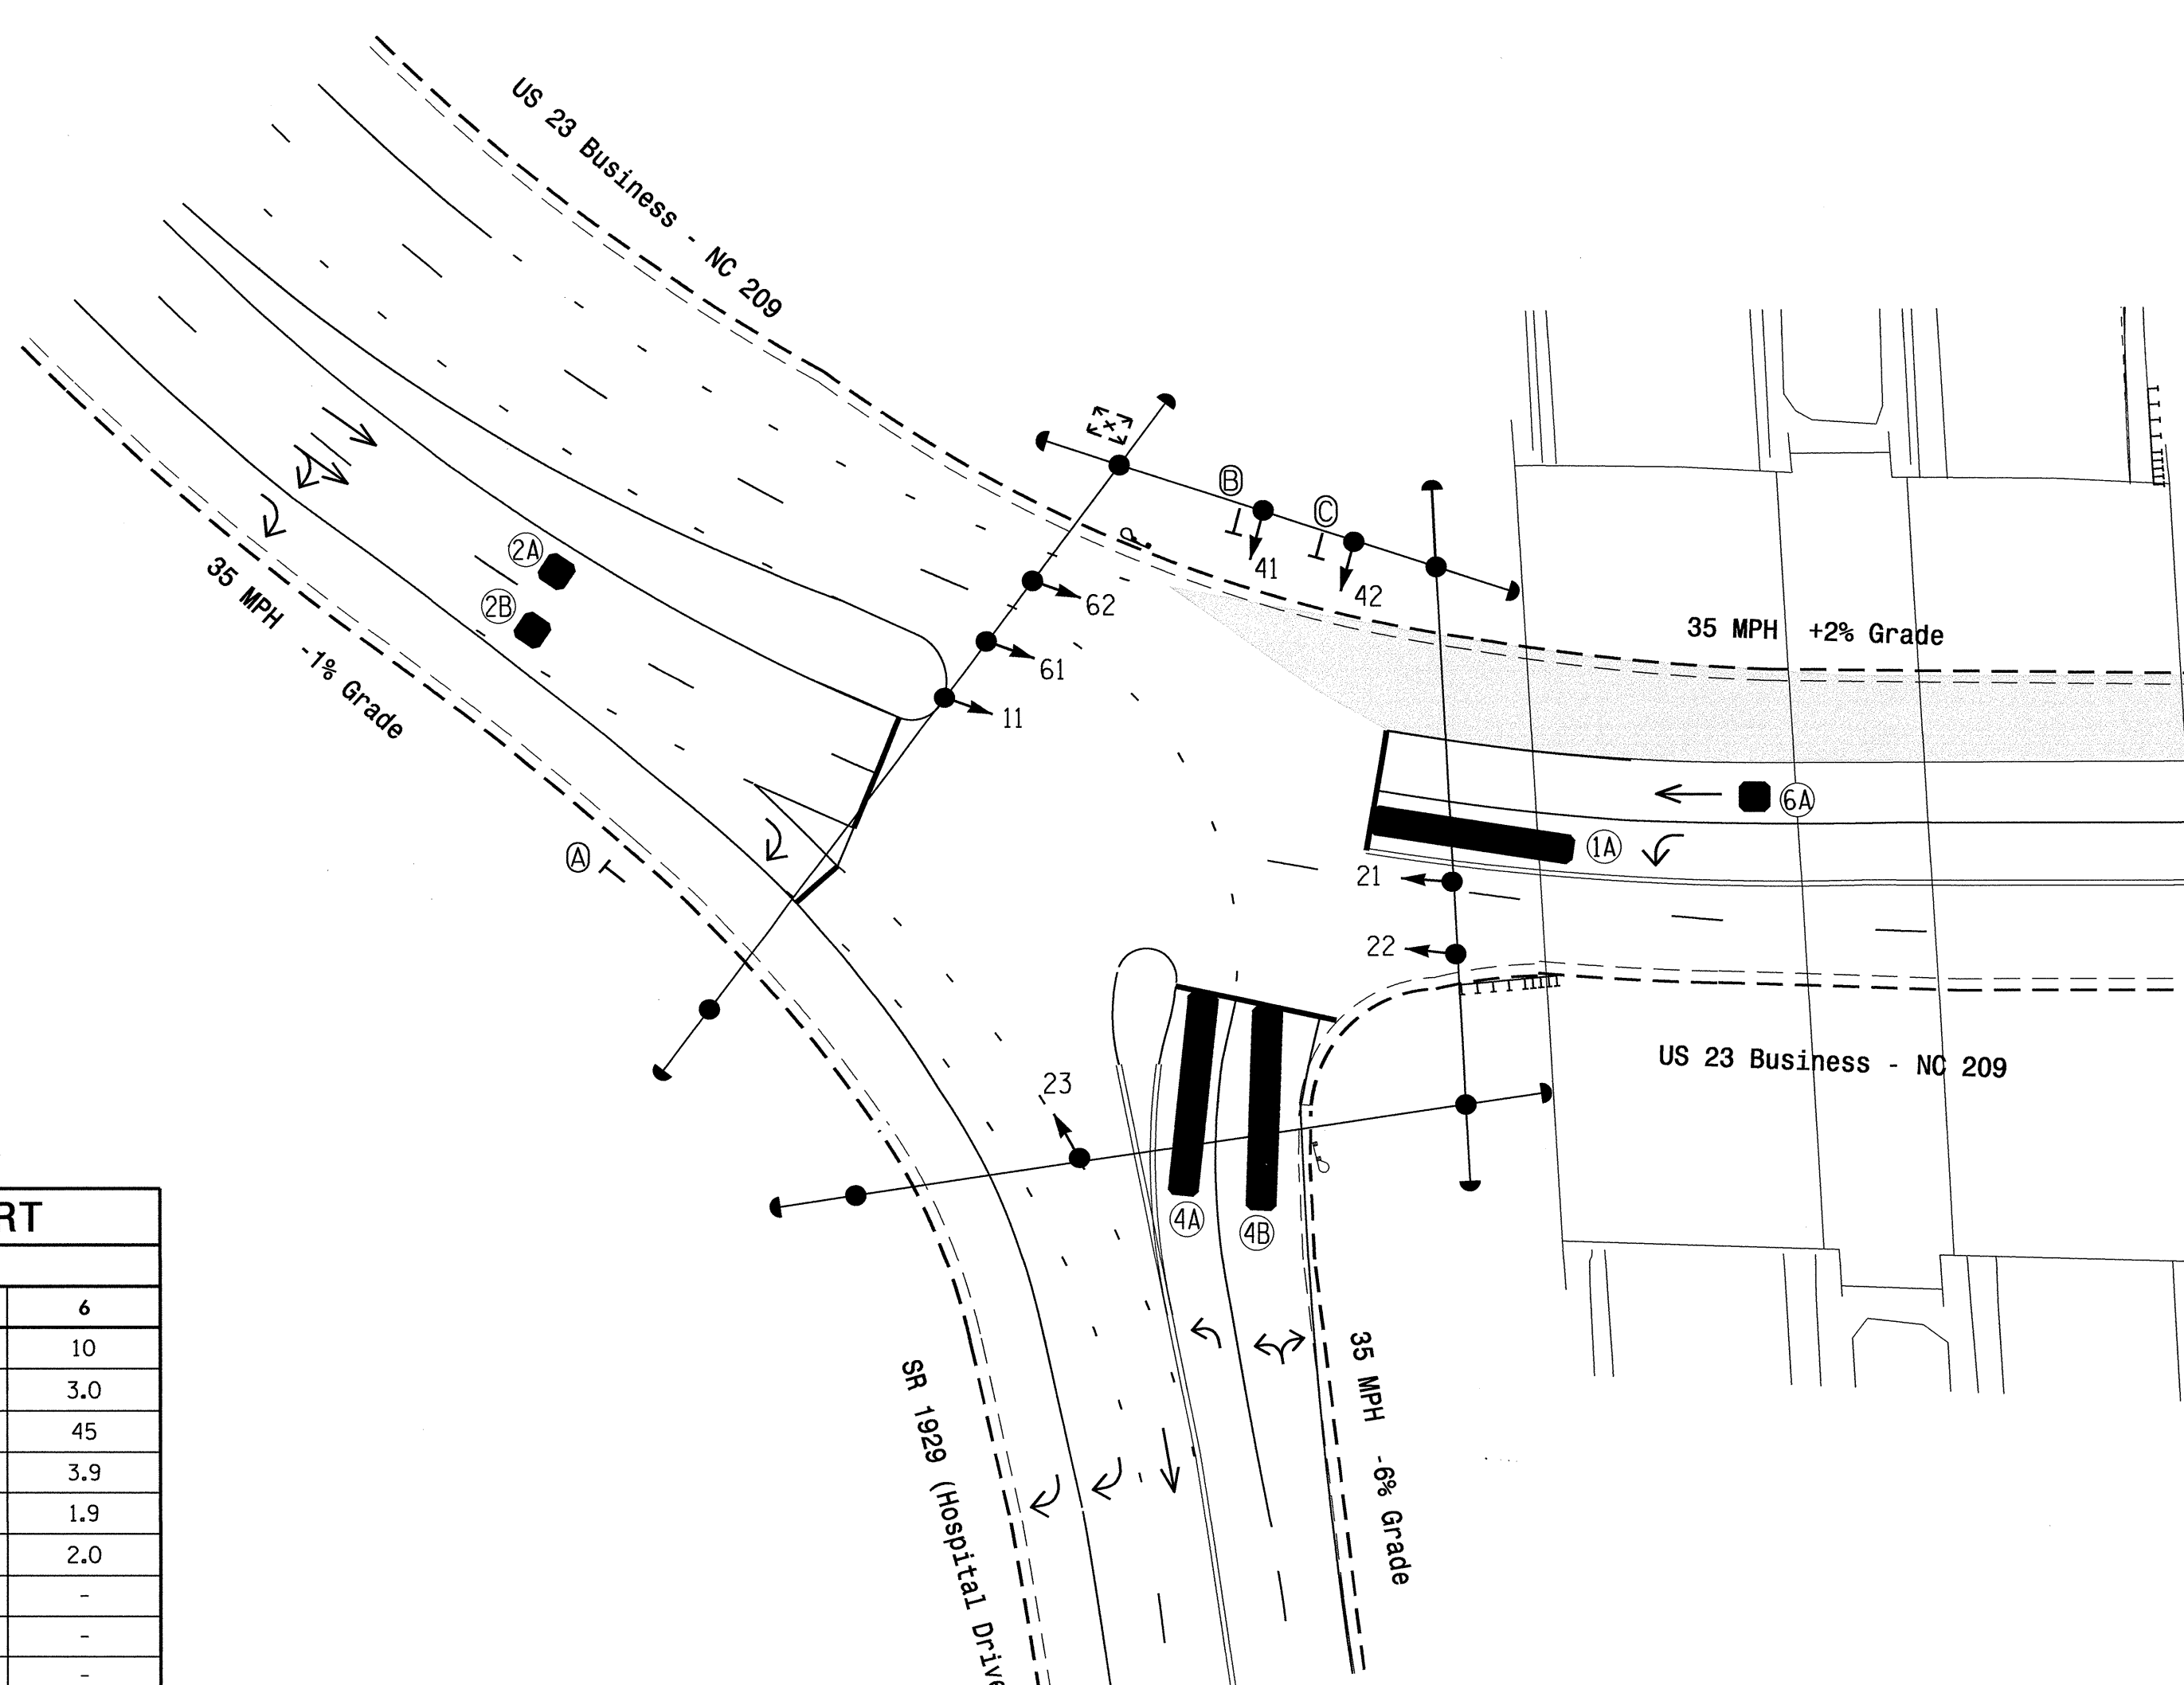 US 23 Business - NC 209
B
C
41
42
62
61
11
2A
2B
35 MPH -1% Grade
35 MPH +2% Grade
6A
1A
21
22
A
US 23 Business - NC 209
23
4A
4B
35 MPH -6% Grade
SR 1929 (Hospital Drive
RT
6
10
3.0
45
3.9
1.9
2.0
-
-
-